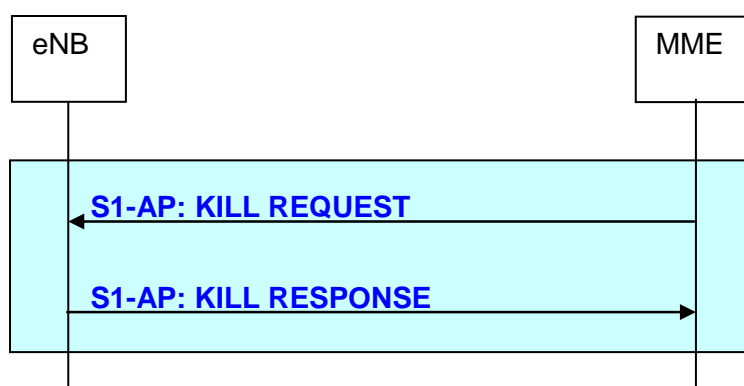 eNB
MME
S1-AP: KILL REQUEST
S1-AP: KILL RESPONSE